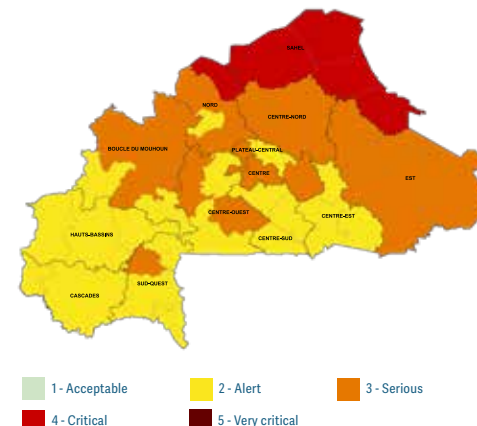 SAHEL
NORD
CENTRE-NORD
BOUCLE DU MOUHOUN
PLATEAU-CENTRAL
CENTRE
EST
CENTRE-OUEST
CENTRE-EST
HAUTS-BASSINS
CENTRE-SUD
SUD-OUEST
CASCADES
1 - Acceptable
2 - Alert
3 - Serious
4 - Critical
5 - Very critical